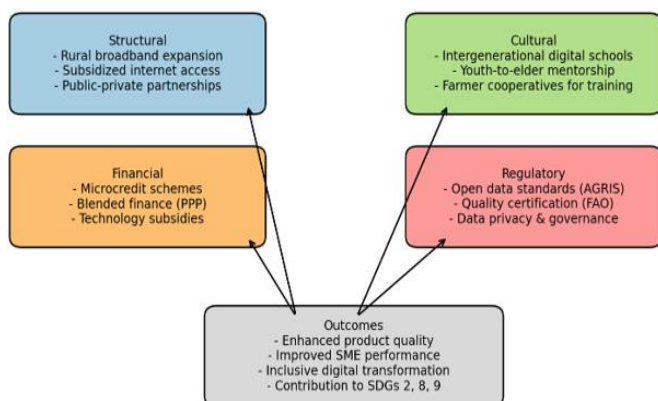 Structural
- Rural broadband expansion
- Subsidized internet access
- Public-private partnerships
Cultural
- Intergenerational digital schools
- Youth-to-elder mentorship
- Farmer cooperatives for training
Financial
- Microcredit schemes
- Blended finance (PPP)
- Technology subsidies
Regulatory
- Open data standards (AGRIS)
- Quality certification (FAO)
- Data privacy & governance
Outcomes
- Enhanced product quality
- Improved SME performance
- Inclusive digital transformation
- Contribution to SDGs 2, 8, 9